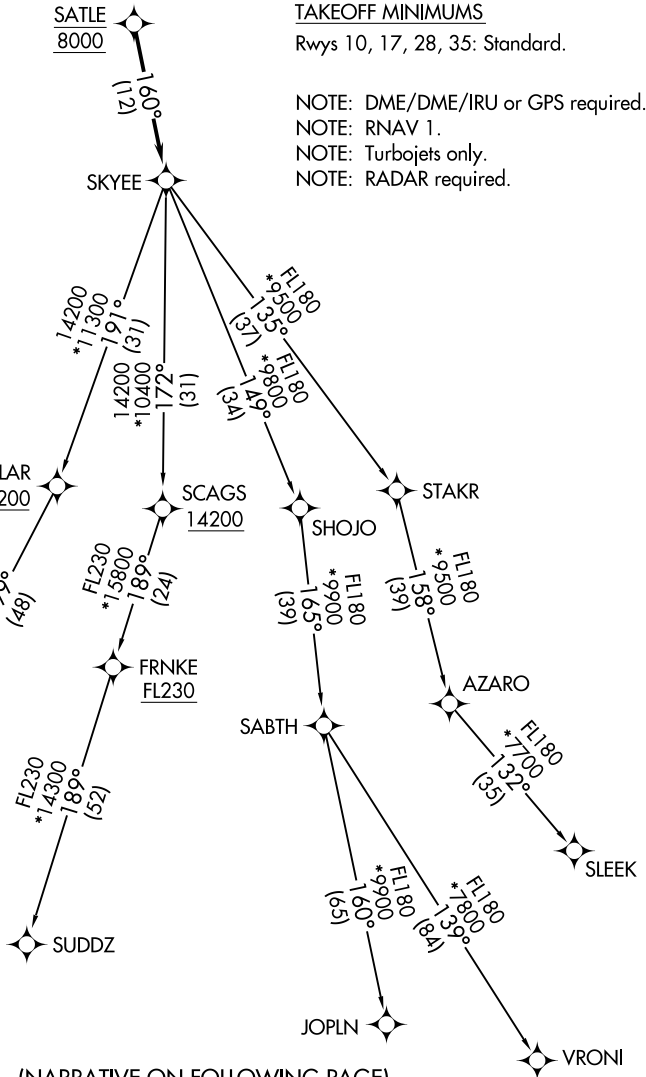 SATLE
8000
TAKEOFF MINIMUMS
Rwys 10, 17, 28, 35: Standard.
NOTE: DME/DME/IRU or GPS required.
NOTE: RNAV 1.
NOTE: Turbojets only.
NOTE: RADAR required.
160°
(12)
SKYEE
14200
*11300
191°
(31)
14200
*10400
172°
(31)
FL180
*9800
149°
(34)
FL180
*9500
135°
(37)
LAR
200
SCAGS
14200
SHOJO
STAKR
9°
(48)
FL230
*15800
189°
(24)
FL180
*9900
165°
(39)
FL180
*9500
158°
(39)
FRNKE
FL230
SABTH
AZARO
FL230
*14300
189°
(52)
FL180
*7700
132°
(35)
SLEEK
FL180
*9900
160°
(65)
FL180
*7800
139°
(84)
SUDDZ
JOPLN
VRONI
(NARRATIVE ON FOLLOWING PAGE)